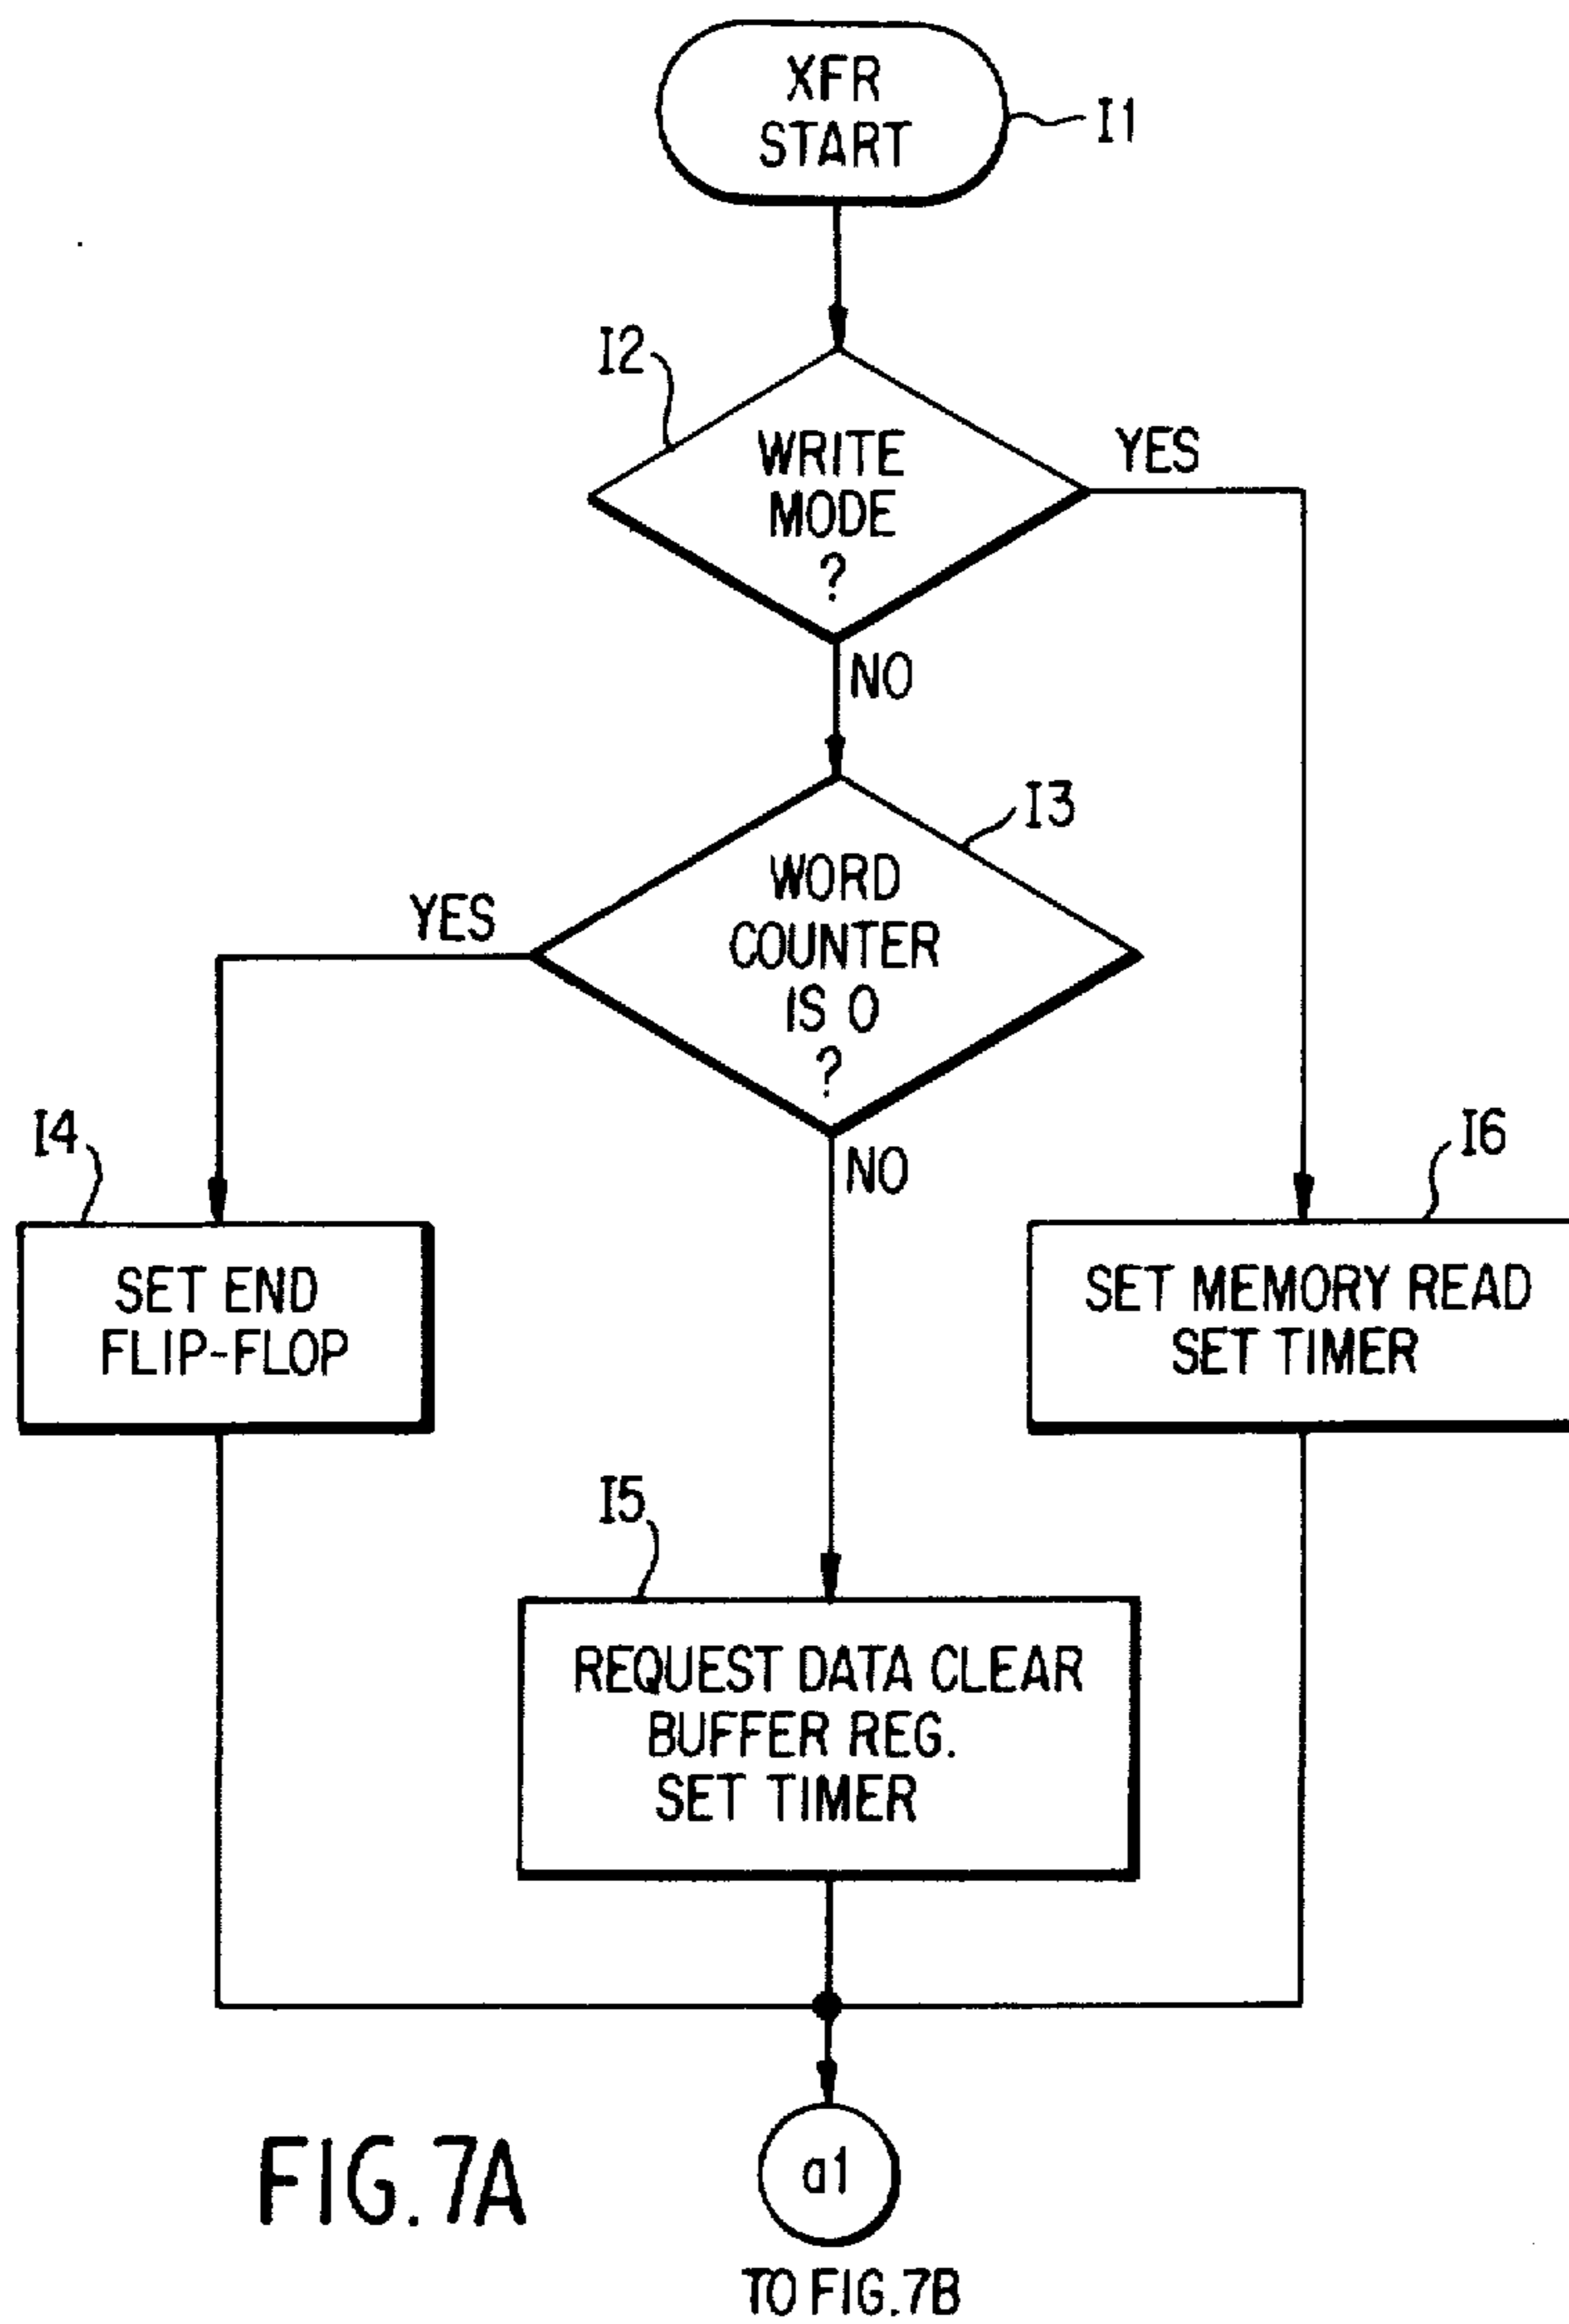 XFR
START
I1
I2
WRITE
MODE
?
YES
NO
I3
WORD
COUNTER
IS 0
?
YES
NO
I4
SET END
FLIP-FLOP
I6
SET MEMORY READ
SET TIMER
I5
REQUEST DATA CLEAR
BUFFER REG.
SET TIMER
a1
FIG.7A
TO FIG.7B